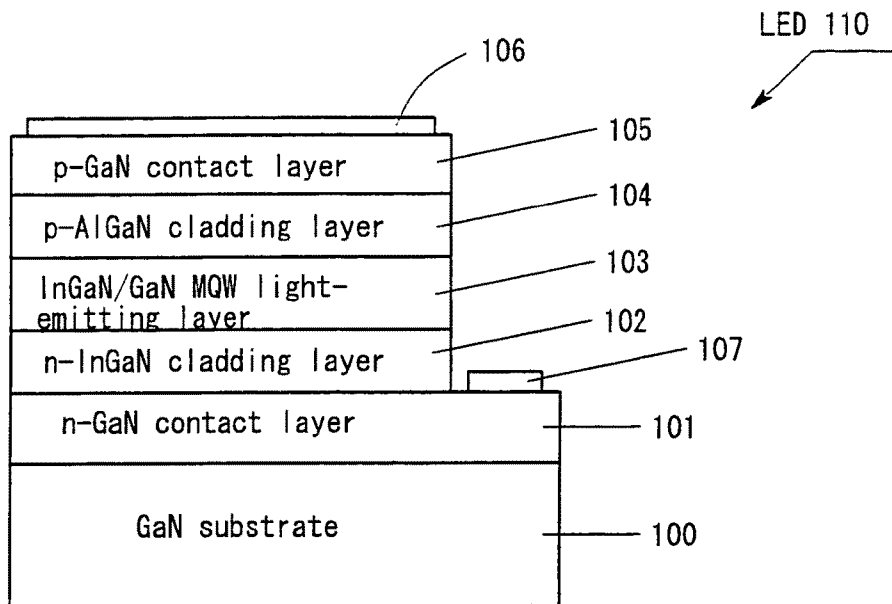 LED 110
106
p-GaN contact layer
105
p-AlGaN cladding layer
104
InGaN/GaN MQW light-
emitting layer
103
n-InGaN cladding layer
102
107
n-GaN contact layer
101
GaN substrate
100